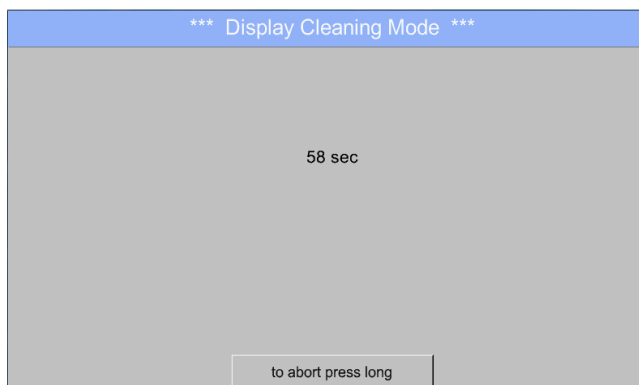 *** Display Cleaning Mode ***
58 sec
to abort press long